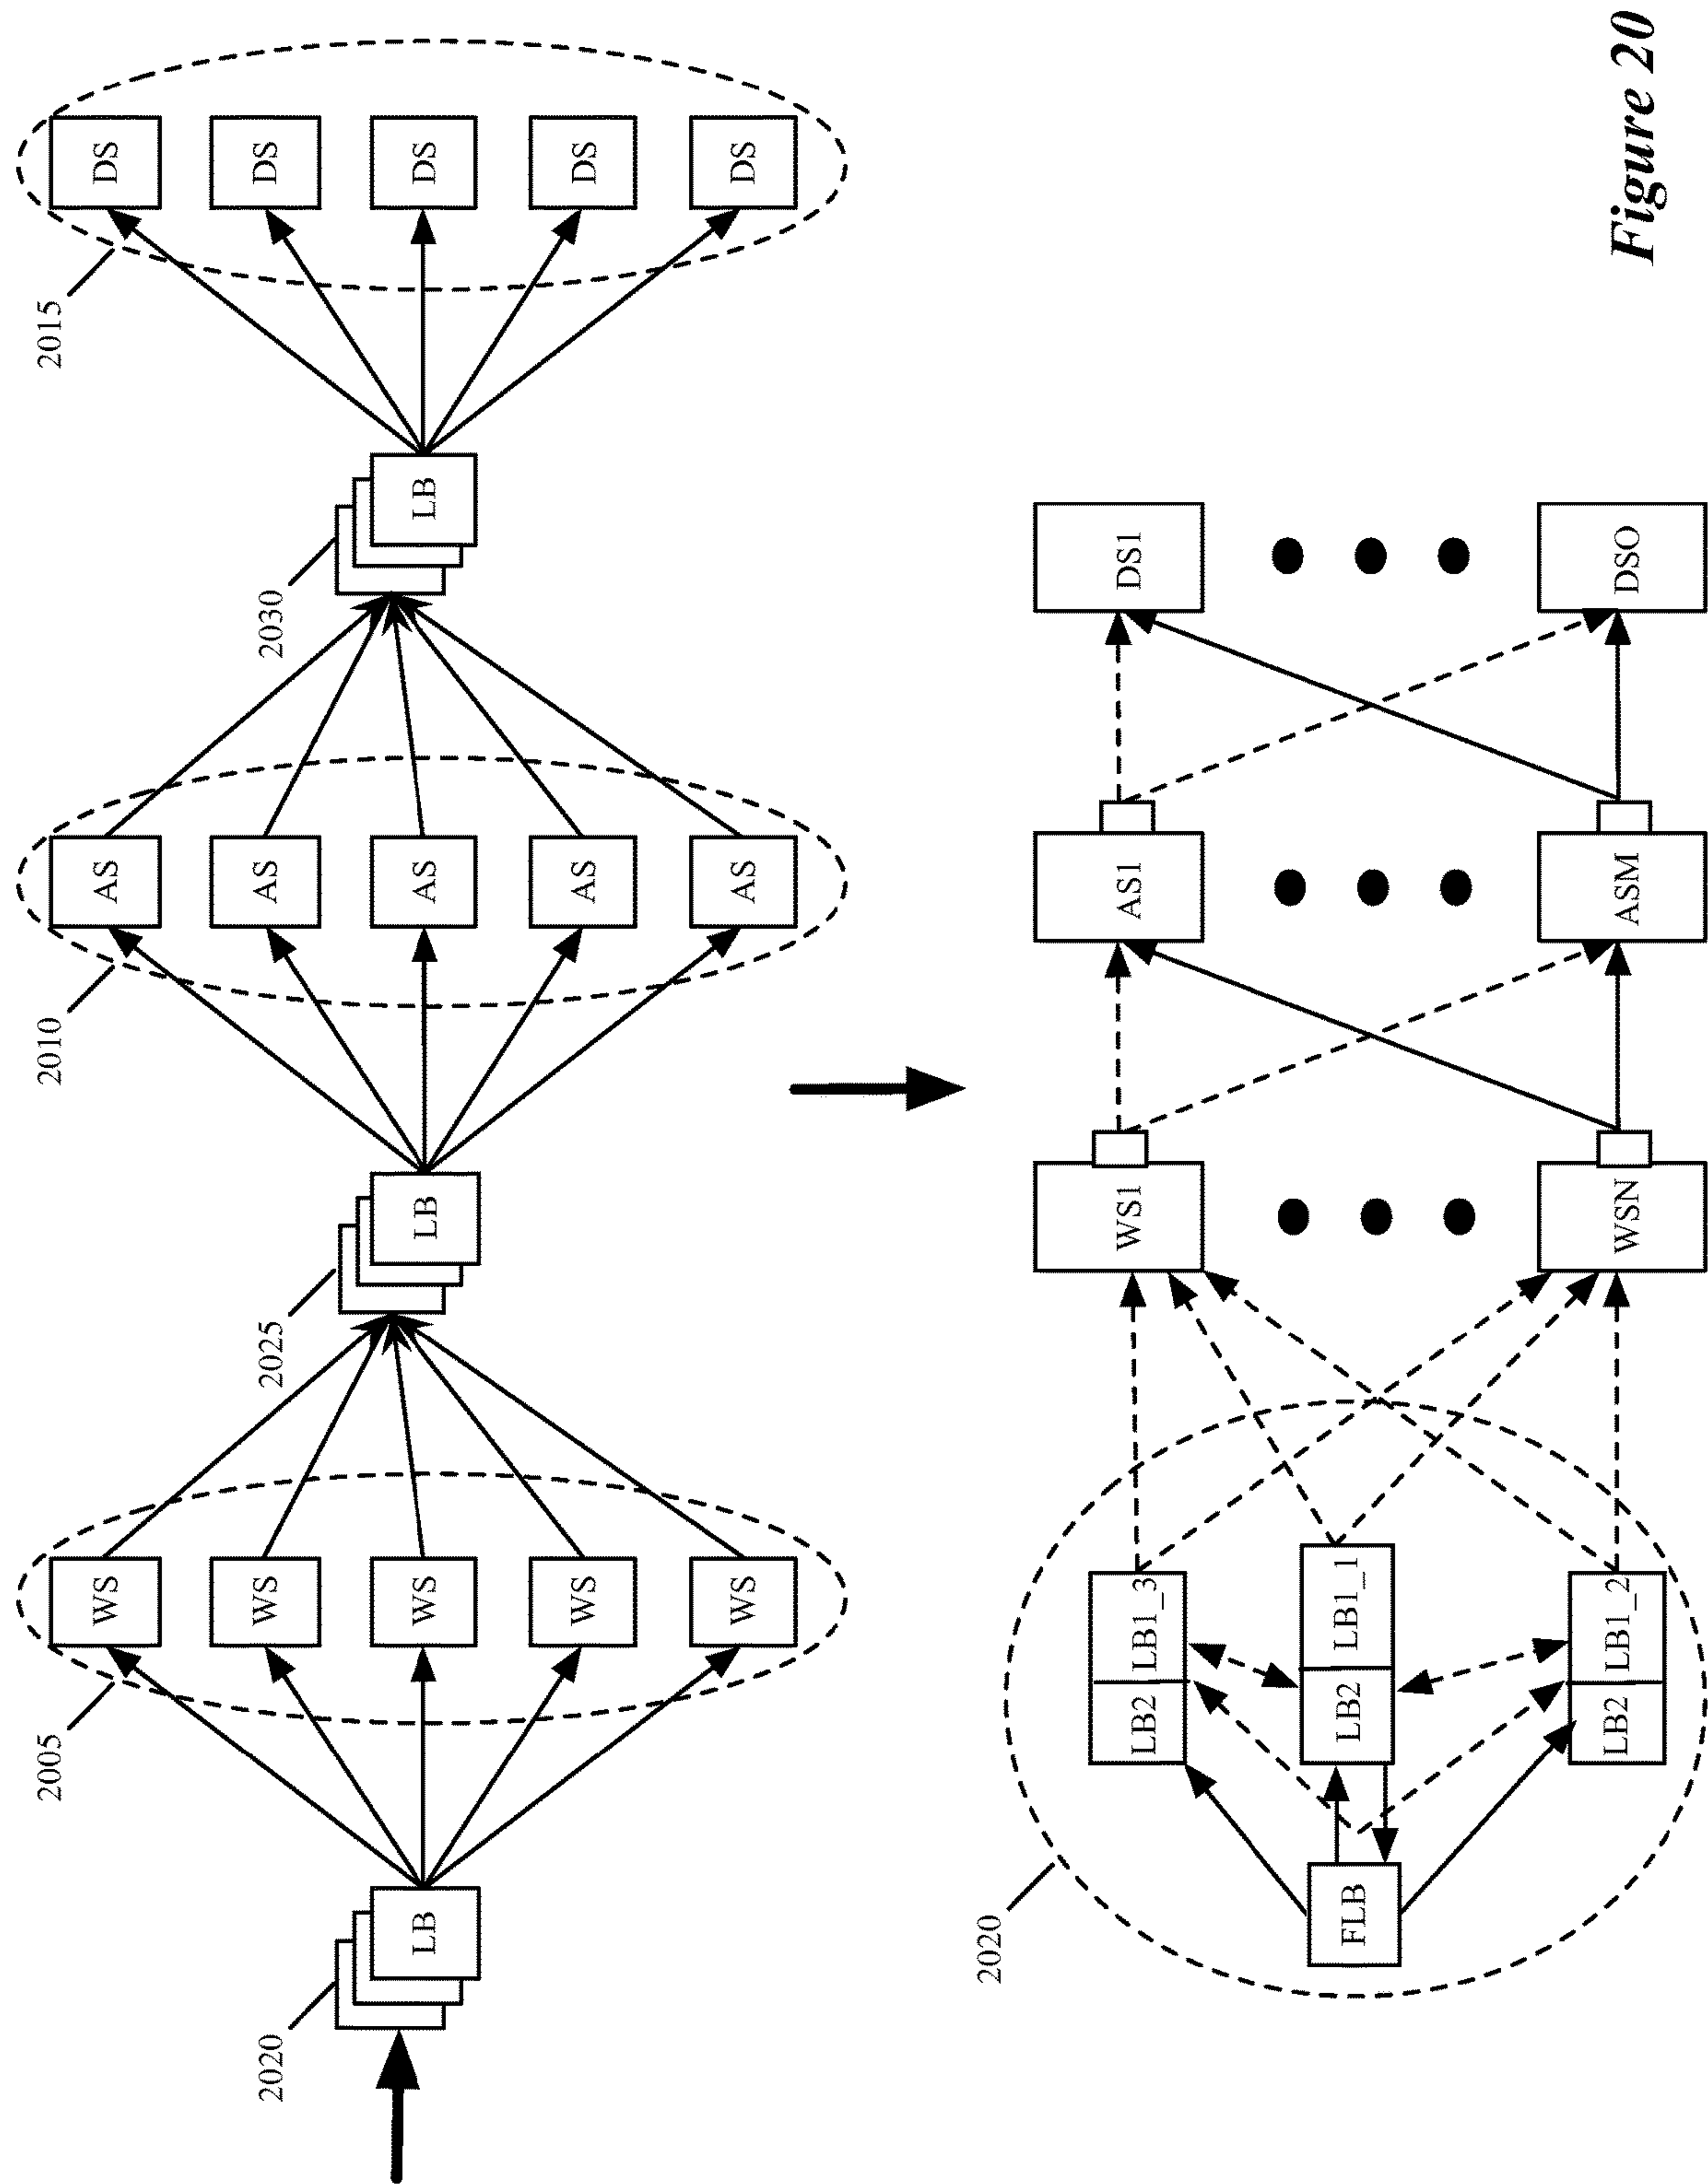 2005
2010
2015
WS
AS
DS
2020
WS
2025
AS
2030
DS
LB
WS
LB
AS
LB
DS
WS
AS
DS
WS
AS
DS
2020
LB2
LB1_3
WS1
AS1
DS1
FLB
LB2
LB1_1
LB2
LB1_2
WSN
ASM
DSO
Figure 20